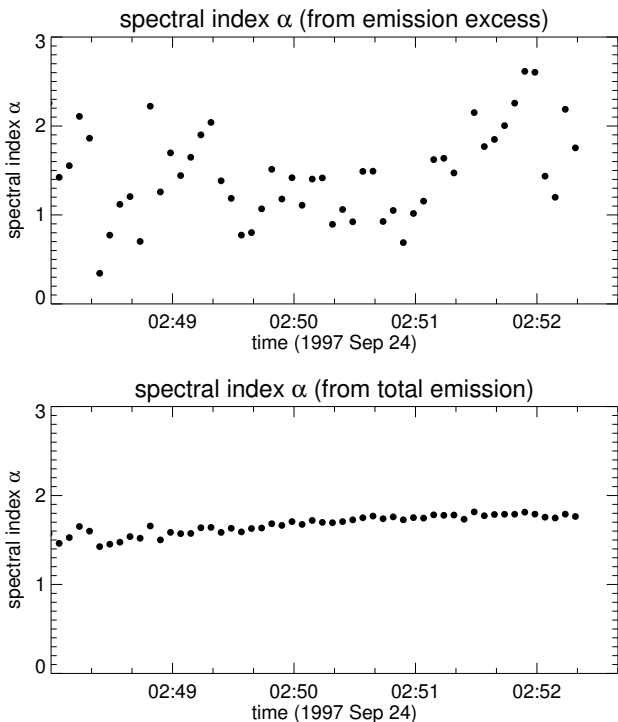 spectral index α (from emission excess)
3
2
1
0
spectral index α
02:49 02:50 02:51 02:52
time (1997 Sep 24)
spectral index α (from total emission)
3
2
1
0
spectral index α
02:49 02:50 02:51 02:52
time (1997 Sep 24)